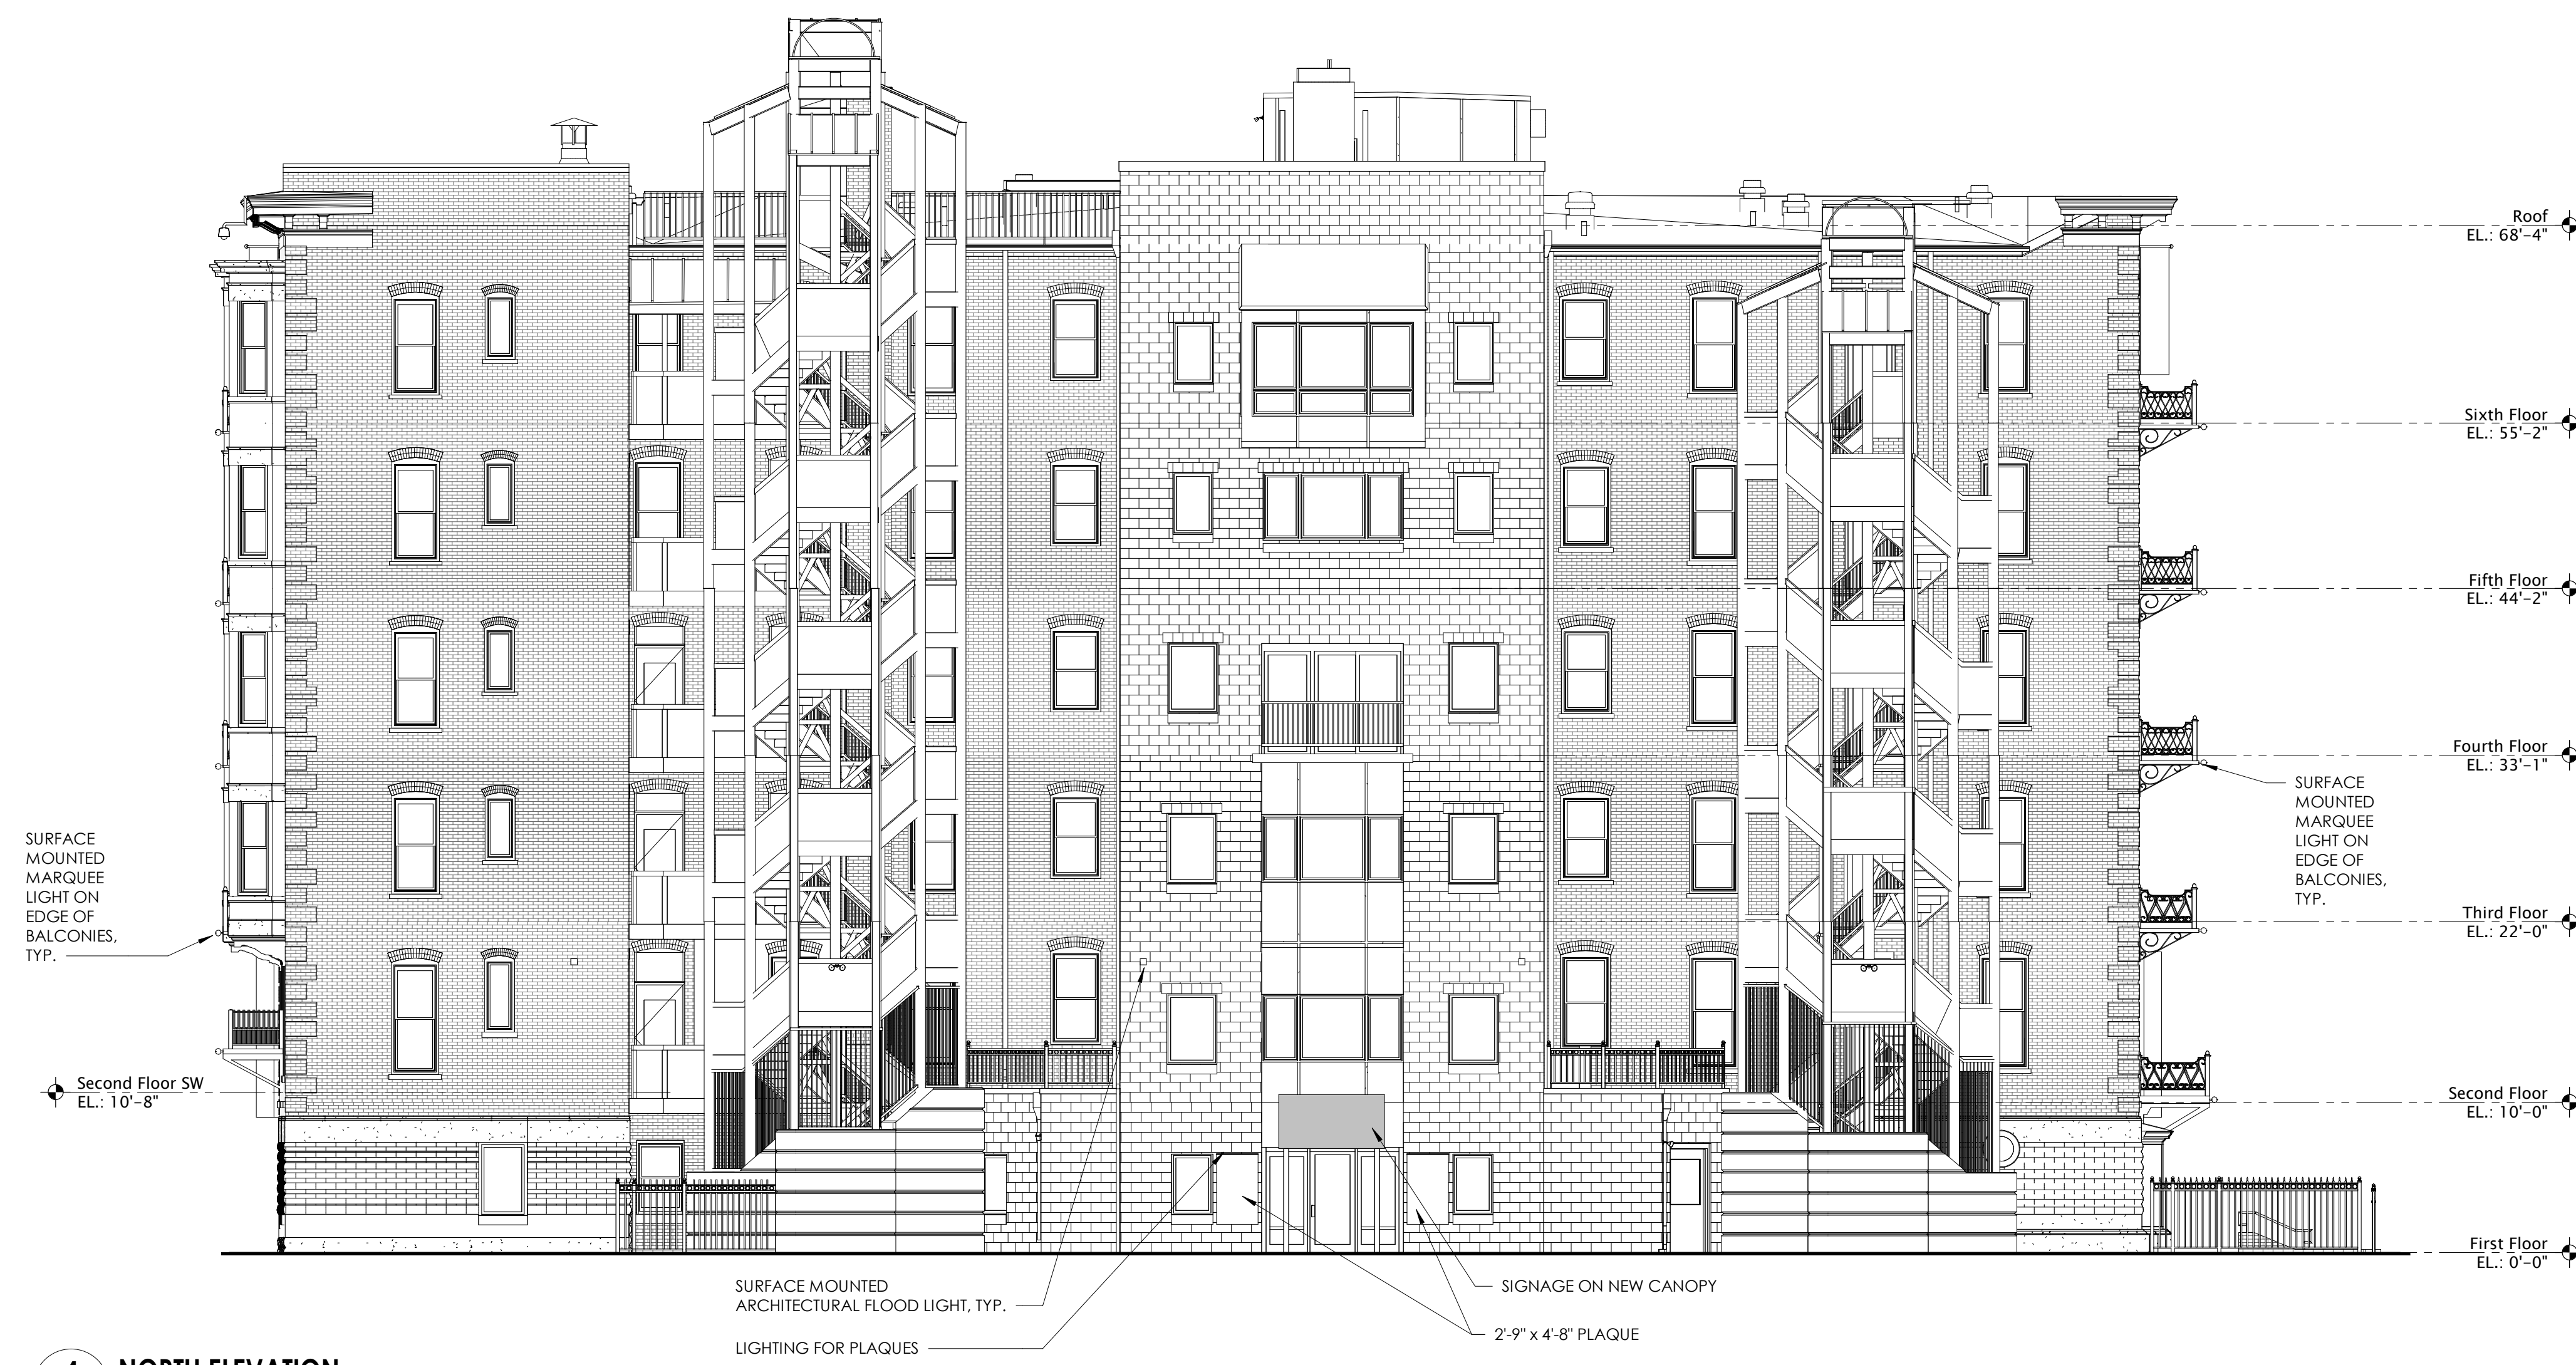 Roof
EL.: 68'-4"
Sixth Floor
EL.: 55'-2"
Fifth Floor
EL.: 44'-2"
Fourth Floor
EL.: 33'-1"
SURFACE
MOUNTED
MARQUEE
LIGHT ON
EDGE OF
BALCONIES,
TYP.
SURFACE
MOUNTED
MARQUEE
LIGHT ON
EDGE OF
BALCONIES,
TYP.
Third Floor
EL.: 22'-0"
Second Floor SW
EL.: 10'-8"
Second Floor
EL.: 10'-0"
First Floor
EL.: 0'-0"
SURFACE MOUNTED
ARCHITECTURAL FLOOD LIGHT, TYP.
SIGNAGE ON NEW CANOPY
LIGHTING FOR PLAQUES
2'-9" x 4'-8" PLAQUE
NORTH ELEVATION